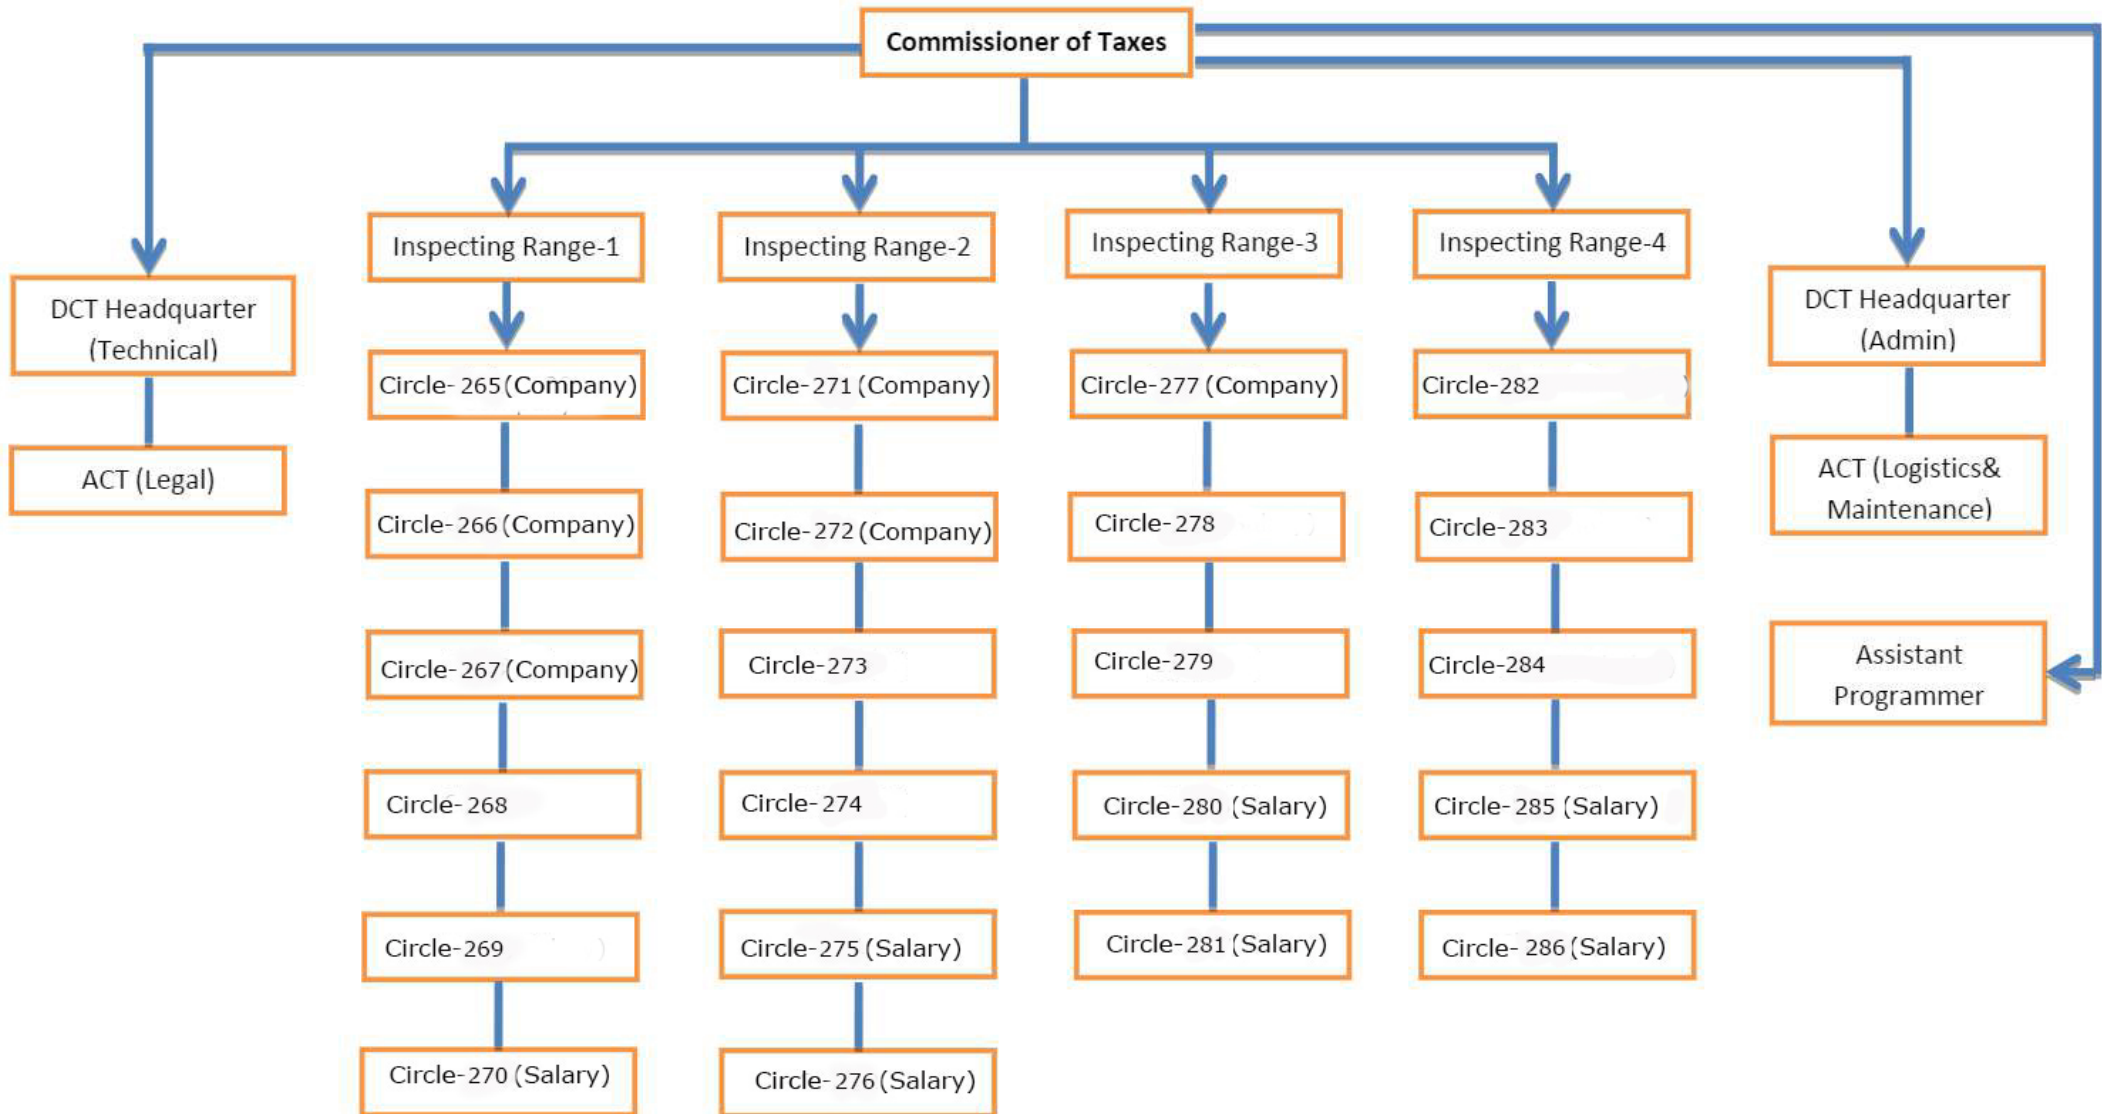 Commissioner of Taxes
DCT Headquarter
(Technical)
ACT (Legal)
Inspecting Range-1
Circle-265(Company)
Circle-266(Company)
Circle-267(Company)
Circle-268
Circle-269
Circle-270(Salary)
Inspecting Range-2
Circle-271(Company)
Circle-272(Company)
Circle-273
Circle-274
Circle-275(Salary)
Circle-276(Salary)
Inspecting Range-3
Circle-277(Company)
Circle-278
Circle-279
Circle-280 (Salary)
Circle-281(Salary)
Inspecting Range-4
Circle-282
Circle-283
Circle-284
Circle-285 (Salary)
Circle-286(Salary)
DCT Headquarter
(Admin)
ACT (Logistics&
Maintenance)
Assistant
Programmer